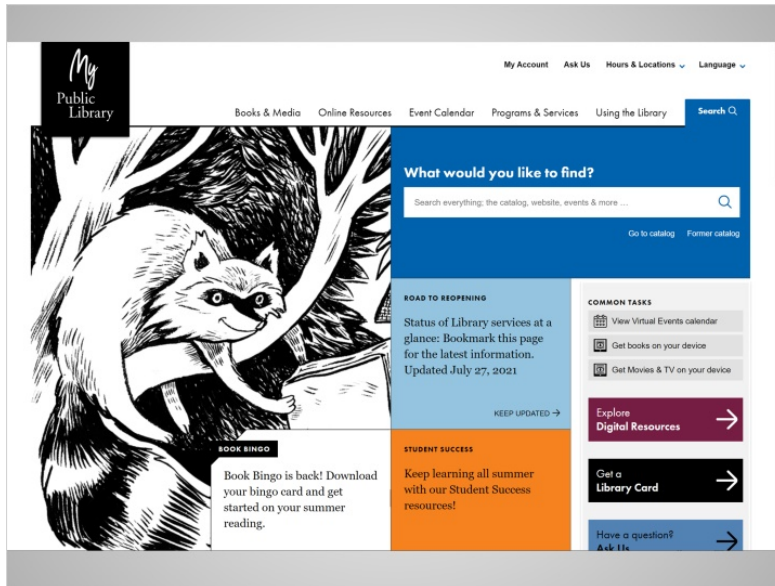 My
Public
Library
My Account Ask Us Hours & Locations Language
Books & Media Online Resources Event Calendar Programs & Services Using the Library Search
What would you like to find?
Search everything; the catalog, website, events & more ...
Go to catalog Former catalog
ROAD TO REOPENING
Status of Library services at a
glance: Bookmark this page
for the latest information.
Updated July 27, 2021
KEEP UPDATED →
COMMON TASKS
View Virtual Events calendar
Get books on your device
Get Movies & TV on your device
Explore
Digital Resources
Get a
Library Card
Have a question?
Ask Us
BOOK BINGO
Book Bingo is back! Download
your bingo card and get
started on your summer
reading.
STUDENT SUCCESS
Keep learning all summer
with our Student Success
resources!